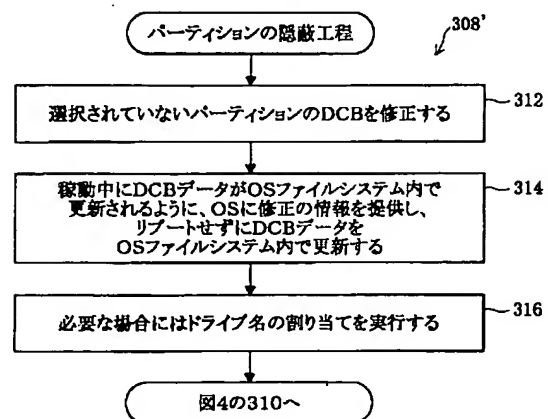 パーティションの隠蔽工程
308'
選択されていないパーティションのDCBを修正する
312
稼動中にDCBデータがOSファイルシステム内で
更新されるように、OSに修正の情報を提供し、
リブートせずにDCBデータを
OSファイルシステム内で更新する
314
必要な場合にはドライブ名の割り当てを実行する
316
図4の310へ